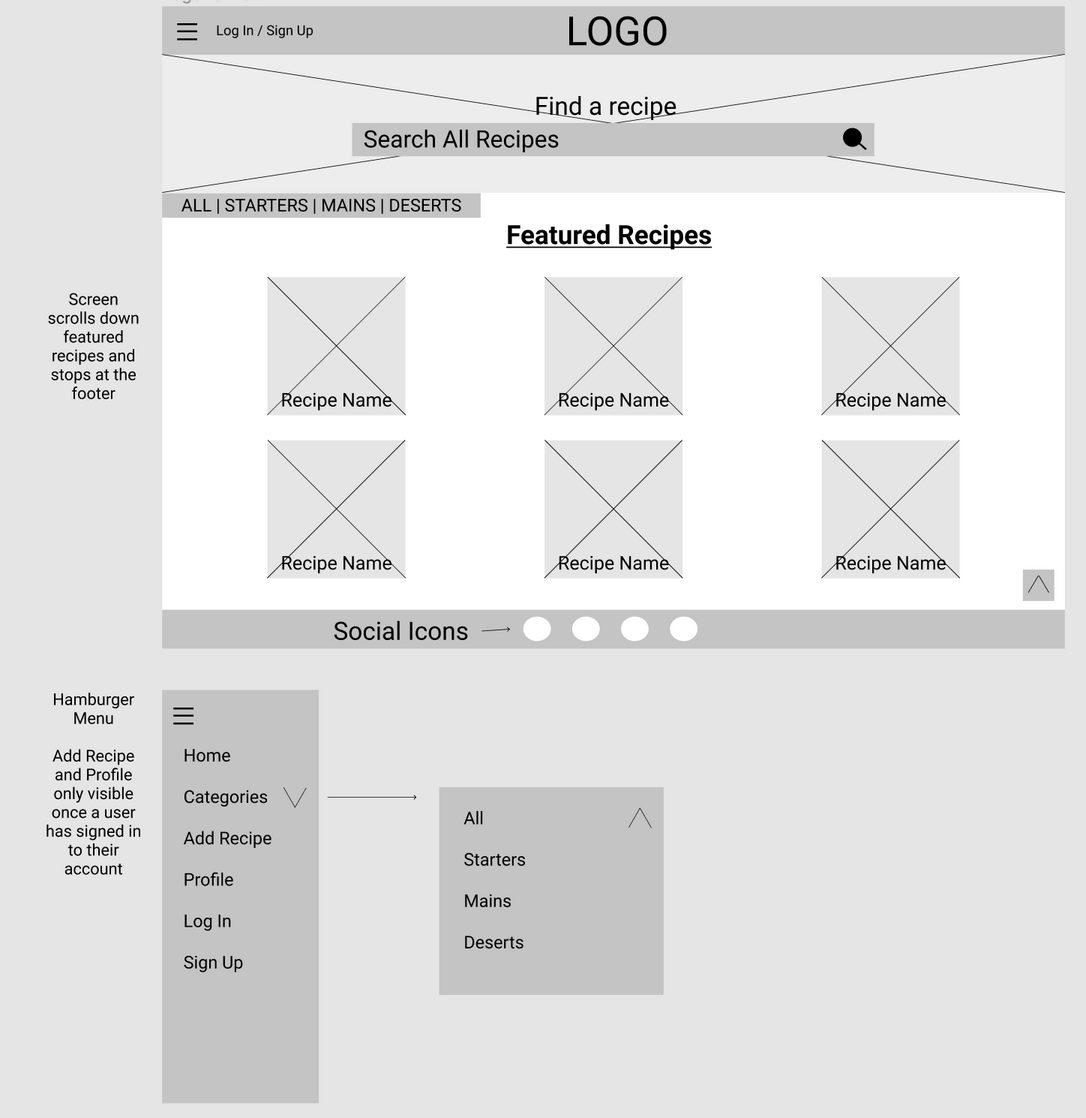 Log In / Sign Up
LOGO
Find a recipe
Search All Recipes
ALL | STARTERS | MAINS | DESERTS
Featured Recipes
Screen
scrolls down
featured
recipes and
stops at the
footer
Recipe Name
Recipe Name
Recipe Name
Recipe Name
Recipe Name
Recipe Name
Social Icons
Hamburger
Menu
Add Recipe
and Profile
only visible
once a user
has signed in
to their
account
Home
Categories
Add Recipe
Profile
Log In
Sign Up
All
Starters
Mains
Deserts